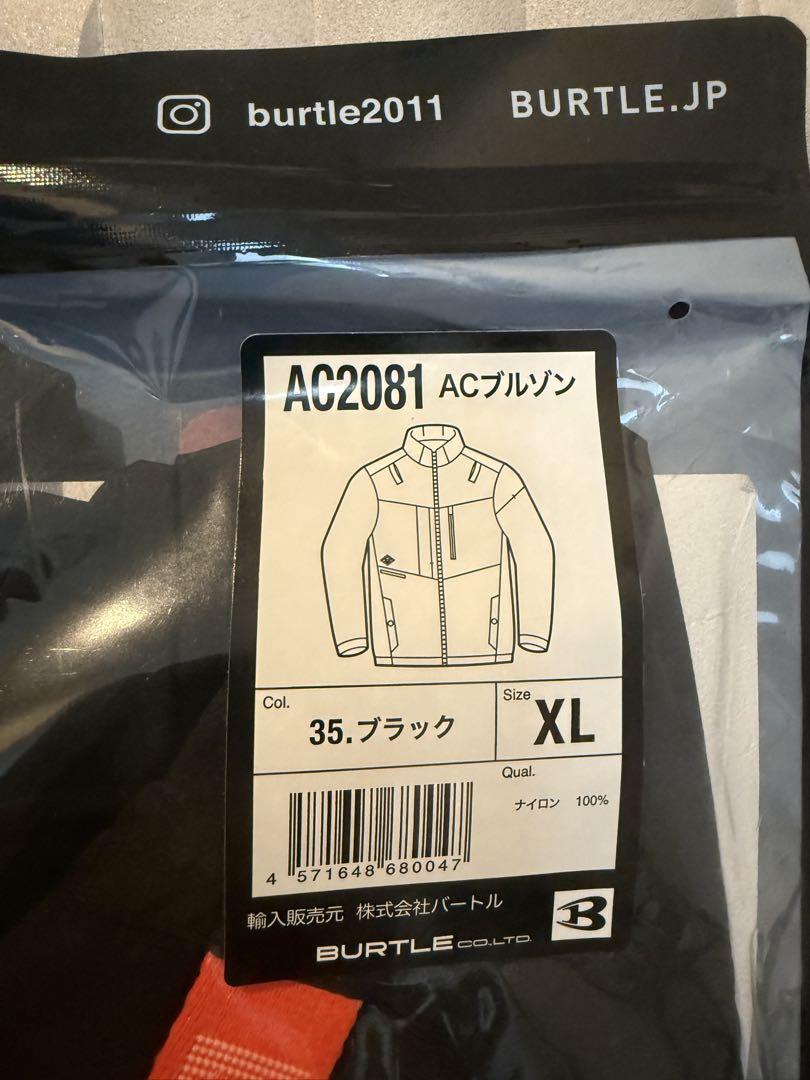 burtle2011 BURTLE.JP
AC2081 ACブルゾン
Col.
35.ブラック
Size
XL
Qual.
ナイロン 100%
4 571648 680047
輸入販売元 株式会社バートル
BURTLE CO.LTD.
B